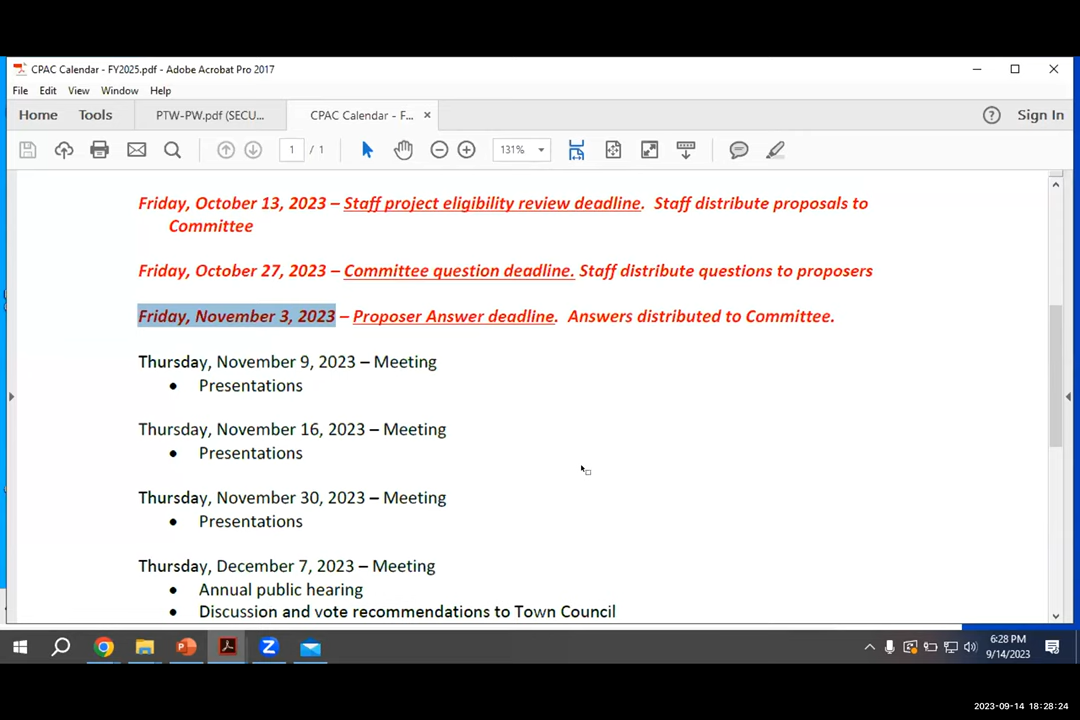 CPAC Calendar - FY2025.pdf - Adobe Acrobat Pro 2017
File Edit View Window Help
Home Tools PTW-PW.pdf (SECU... CPAC Calendar - F... × ? Sign In
1 / 1 131%
Friday, October 13, 2023 – Staff project eligibility review deadline. Staff distribute proposals to
Committee
Friday, October 27, 2023 – Committee question deadline. Staff distribute questions to proposers
Friday, November 3, 2023 – Proposer Answer deadline. Answers distributed to Committee.
Thursday, November 9, 2023 – Meeting
• Presentations
Thursday, November 16, 2023 – Meeting
• Presentations
Thursday, November 30, 2023 – Meeting
• Presentations
Thursday, December 7, 2023 – Meeting
• Annual public hearing
• Discussion and vote recommendations to Town Council
6:28 PM
9/14/2023
2023-09-14 18:28:24